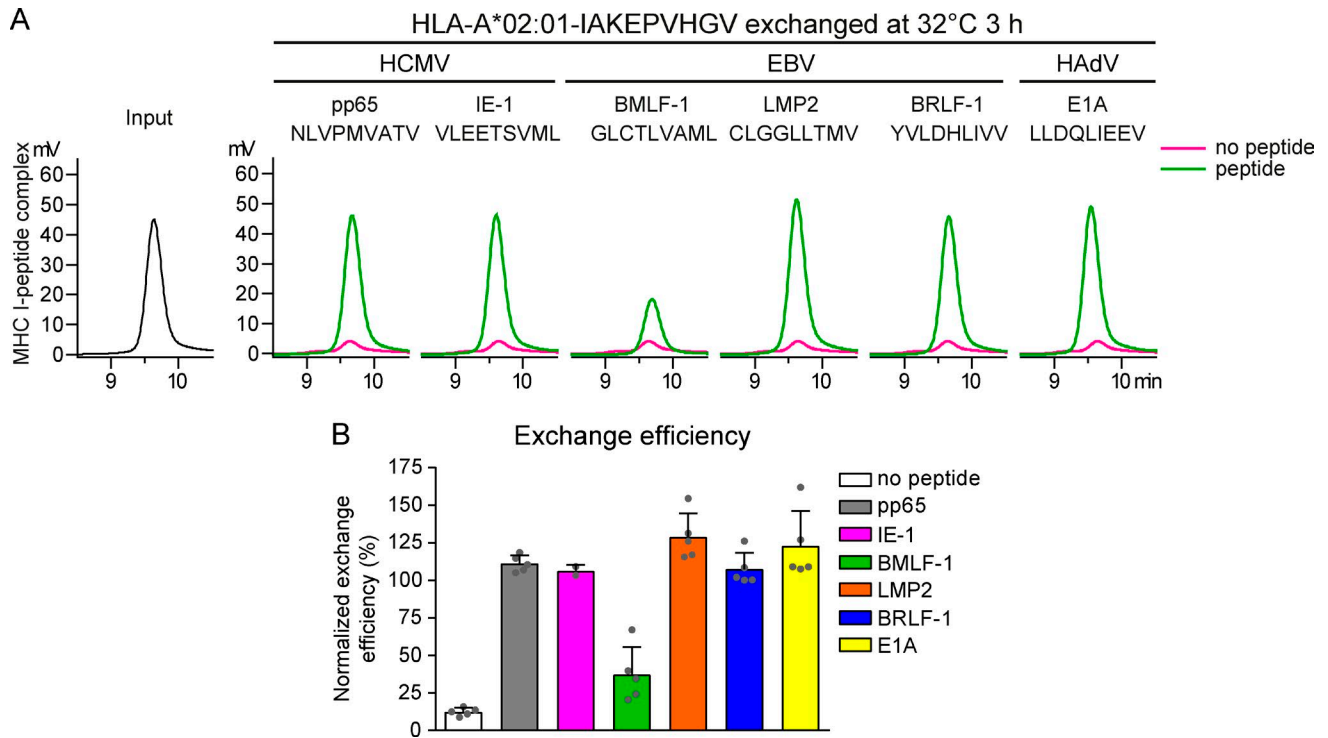 A
HLA-A*02:01-IAKEPVHGV exchanged at 32°C 3 h
HCMV EBV HAdV
Input
pp65 IE-1 BMLF-1 LMP2 BRLF-1 E1A
NLVPMVATV VLEETSVML GLCTLVAML CLGGLLTMV YVLDHLIVV LLDQLIEEV
no peptide
peptide
MHC I-peptide complex
mV mV
60 60
50 50
40 40
30 30
20 20
10 10
0 0
9 10 9 10 9 10 9 10 9 10 9 10 9 10 min
B
Exchange efficiency
Normalized exchange
efficiency (%)
175
150
125
100
75
50
25
0
no peptide
pp65
IE-1
BMLF-1
LMP2
BRLF-1
E1A